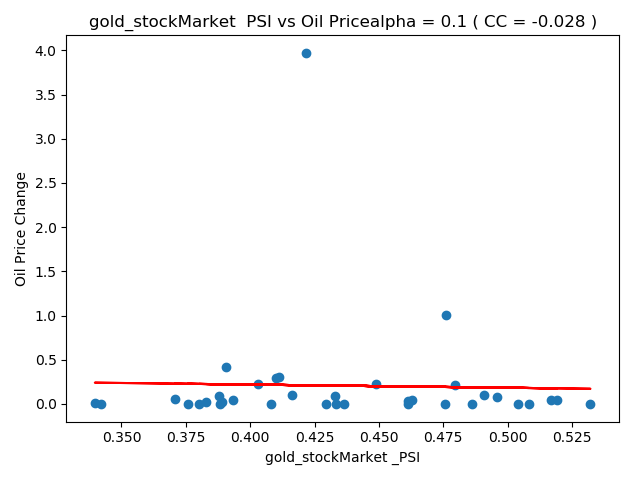 gold_stockMarket  PSI vs Oil Pricealpha = 0.1 ( CC = -0.028 )
4.0
3.5
3.0
2.5
2.0
1.5
1.0
0.5
0.0
Oil Price Change
0.350 0.375 0.400 0.425 0.450 0.475 0.500 0.525
gold_stockMarket _PSI